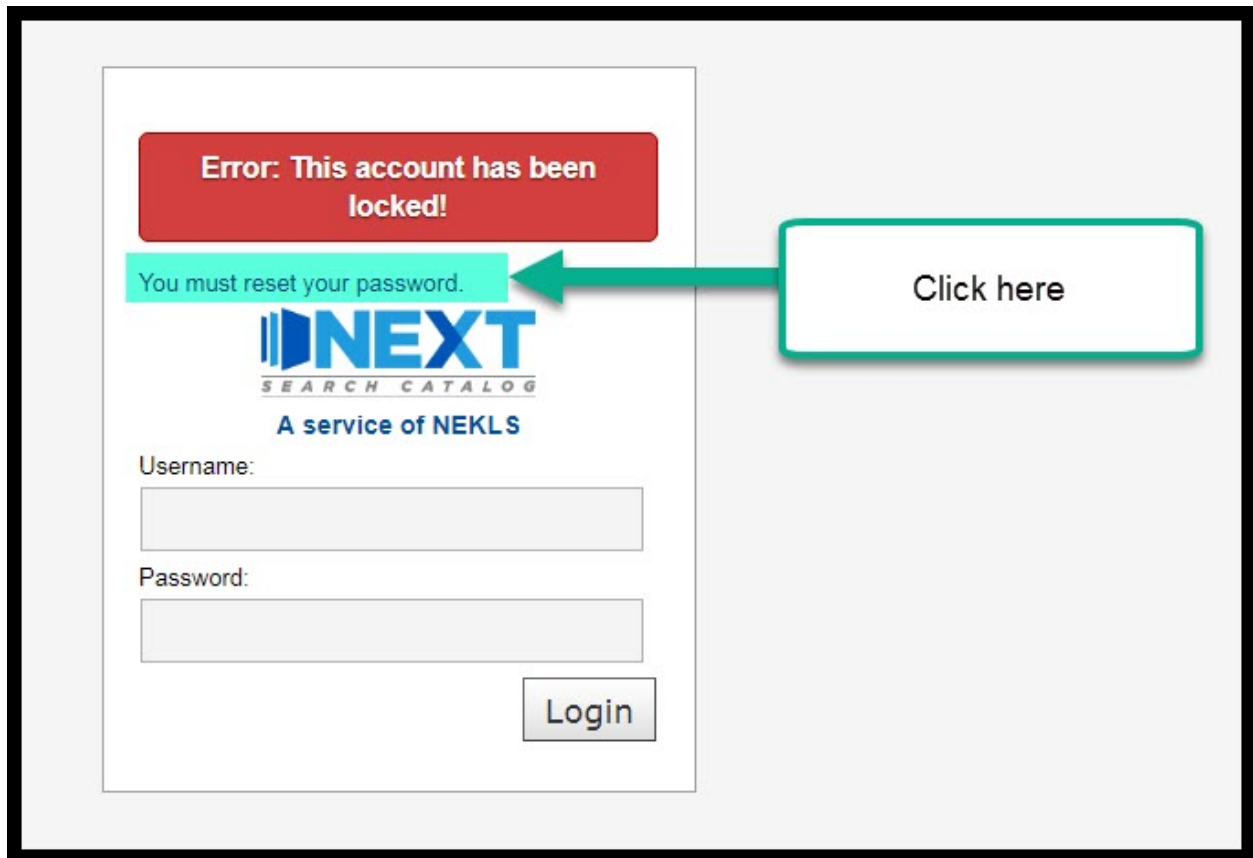 Error: This account has been
locked!
You must reset your password.
Click here
NEXT
SEARCH CATALOG
A service of NEKLS
Username:
Password:
Login